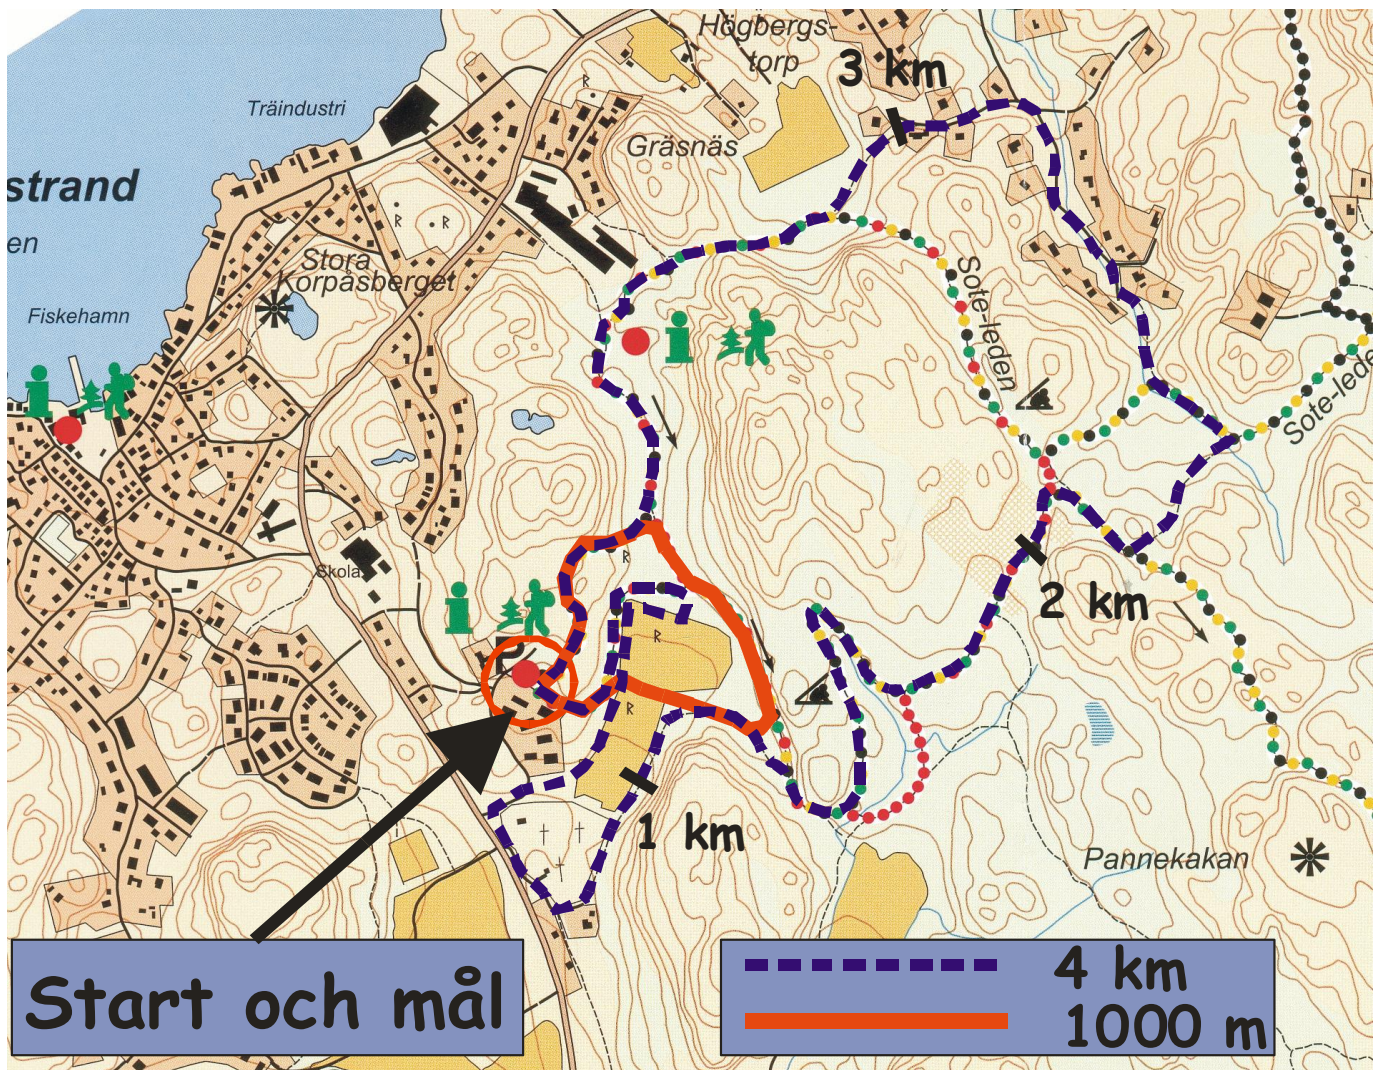 Högbergs-
torp
3 km
Träindustri
Gräsnäs
strand
en
Stora
Korpåsberget
Sote-leden
Fiskehamn
Sote-lede
Skola
R
R
R
R
R
R
P
2 km
1 km
Pannekakan
Start och mål
4 km
1000 m